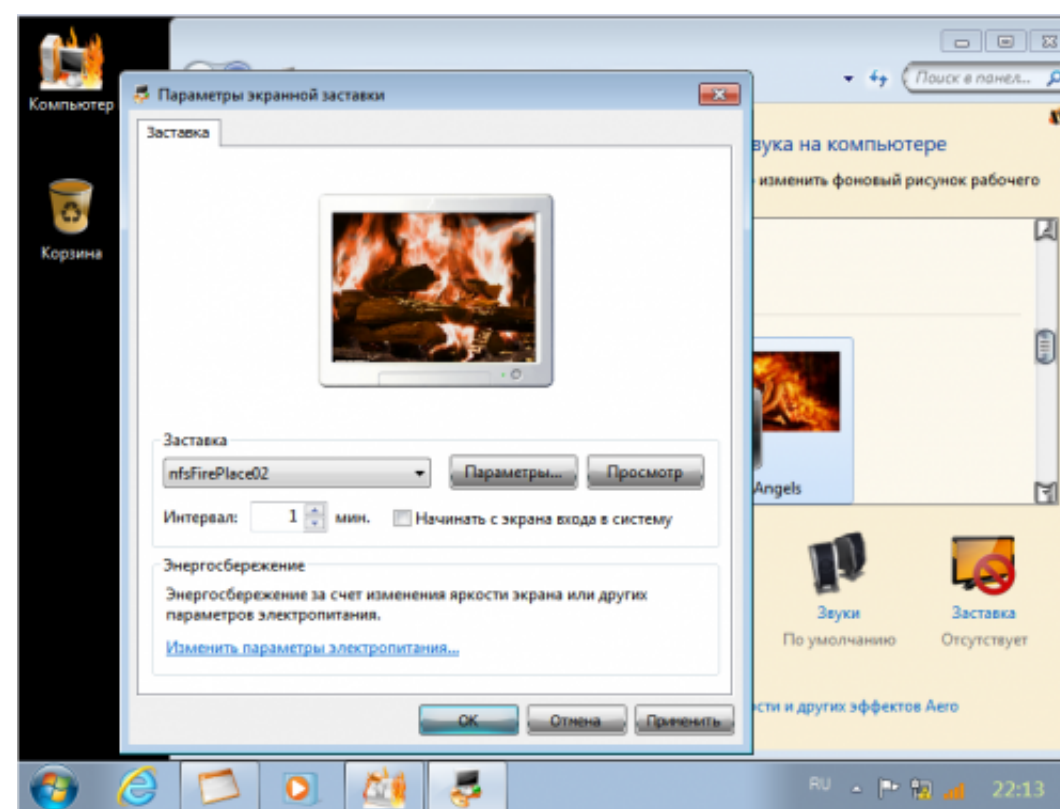 Компьютер
Корзина
Параметры экранной заставки
Заставка
Заставка
nfsFirePlace02
Параметры...
Просмотр
Интервал:
1
мин.
Начинать с экрана входа в систему
Энергосбережение
Энергосбережение за счет изменения яркости экрана или других
параметров электропитания.
Изменить параметры электропитания...
ОК
Отмена
Применить
Поиск в панел...
вука на компьютере
изменить фоновый рисунок рабочего
Angels
Звуки
По умолчанию
Заставка
Отсутствует
сти и других эффектов Aero
RU
22:13